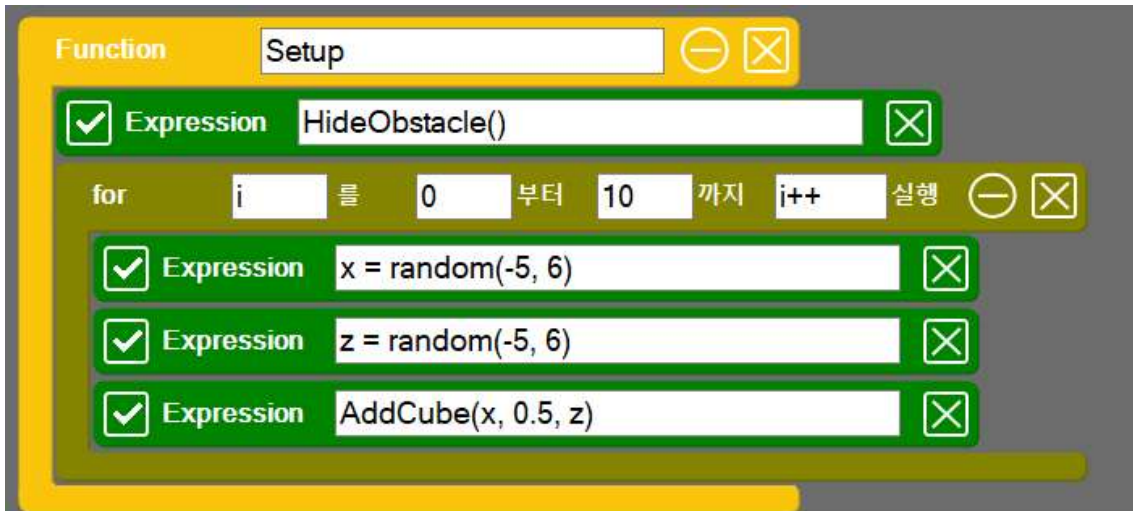 Function Setup
Expression HideObstacle()
for i 를 0 부터 10 까지 i++ 실행
Expression x = random(-5, 6)
Expression z = random(-5, 6)
Expression AddCube(x, 0.5, z)